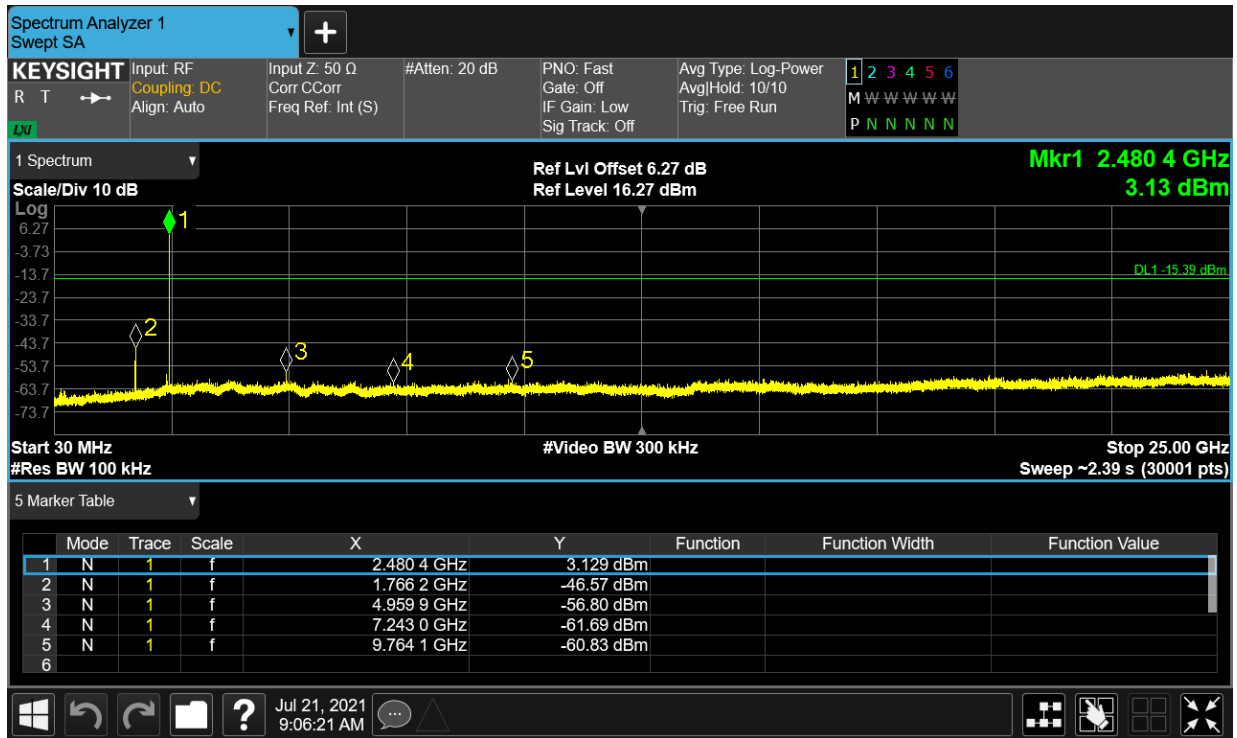 Spectrum Analyzer 1
Swept SA
+
KEYSIGHT
R T
LXI
Input: RF
Coupling: DC
Align: Auto
Input Z: 50 Ω
Corr CCorr
Freq Ref: Int (S)
#Atten: 20 dB
PNO: Fast
Gate: Off
IF Gain: Low
Sig Track: Off
Avg Type: Log-Power
Avg|Hold: 10/10
Trig: Free Run
1 2 3 4 5 6
M W W W W W
P N N N N N
1 Spectrum
Ref Lvl Offset 6.27 dB
Mkr1 2.480 4 GHz
Scale/Div 10 dB
Ref Level 16.27 dBm
3.13 dBm
Log
6.27
-3.73
-13.7
-23.7
-33.7
-43.7
-53.7
-63.7
-73.7
1
2
3
4
5
DL1 -15.39 dBm
Start 30 MHz
#Video BW 300 kHz
Stop 25.00 GHz
#Res BW 100 kHz
Sweep ~2.39 s (30001 pts)
5 Marker Table
Mode Trace Scale X Y Function Function Width Function Value
1 N 1 f 2.480 4 GHz 3.129 dBm
2 N 1 f 1.766 2 GHz -46.57 dBm
3 N 1 f 4.959 9 GHz -56.80 dBm
4 N 1 f 7.243 0 GHz -61.69 dBm
5 N 1 f 9.764 1 GHz -60.83 dBm
6
?
Jul 21, 2021
9:06:21 AM